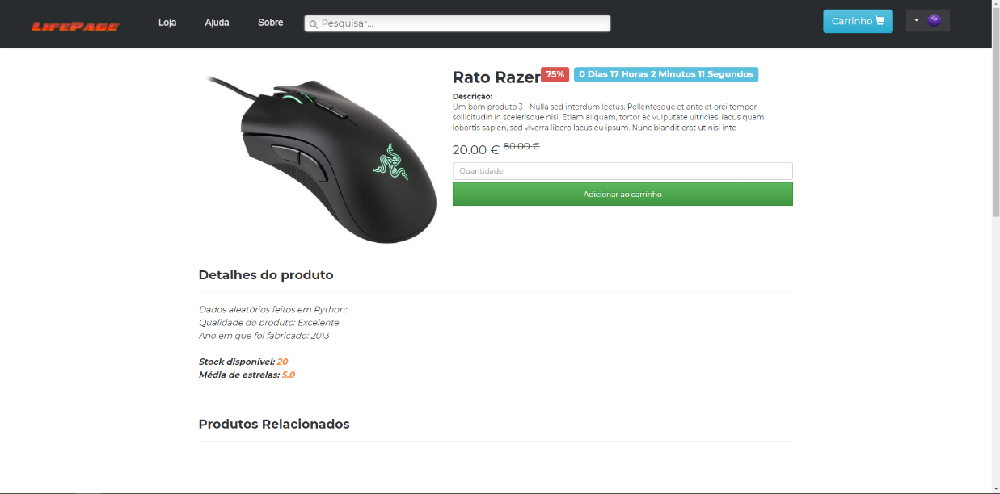 LIFEPAGE
Loja
Ajuda
Sobre
Pesquisar...
Carrinho
Rato Razer 75% 0 Dias 17 Horas 2 Minutos 11 Segundos
Descrição:
Um bom produto 3 - Nulla sed interdum lectus. Pellentesque et ante et orci tempor
sollicitudin in scelerisque nisi. Etiam aliquam, tortor ac vulputate ultricies, lacus quam
lobortis sapien, sed viverra libero lacus eu ipsum. Nunc blandit erat ut nisl inte
20.00 € 80.00 €
Quantidade:
Adicionar ao carrinho
Detalhes do produto
Dados aleatórios feitos em Python:
Qualidade do produto: Excelente
Ano em que foi fabricado: 2013
Stock disponível: 20
Média de estrelas: 5.0
Produtos Relacionados